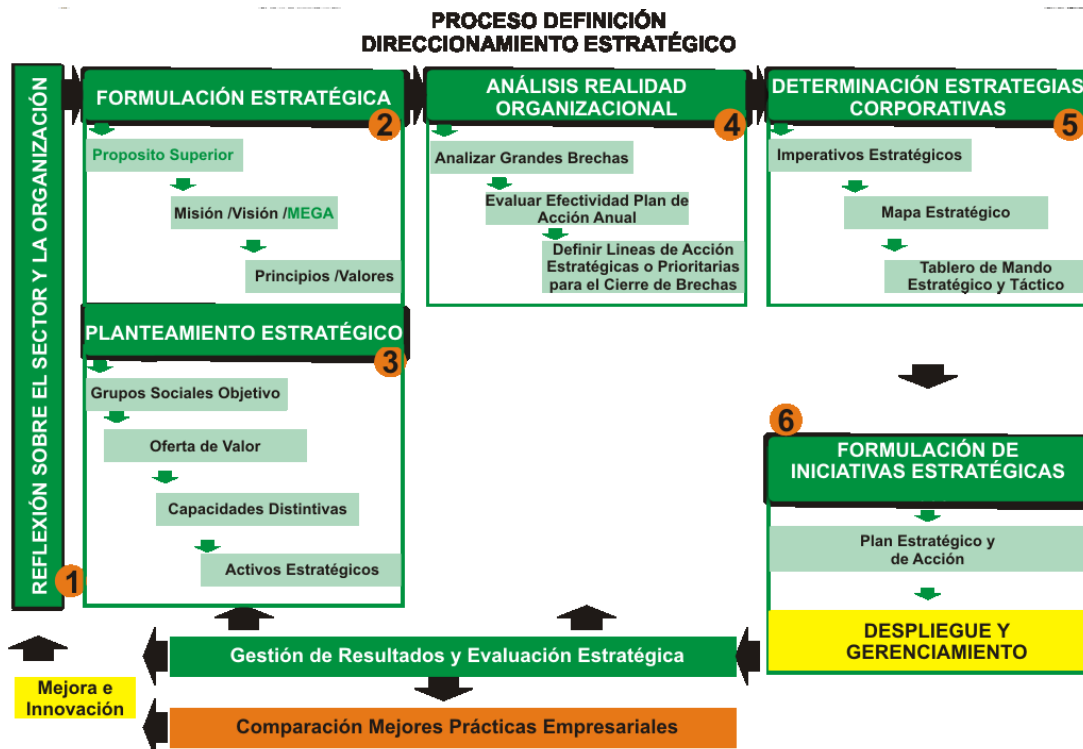 PROCESO DEFINICIÓN
DIRECCIONAMIENTO ESTRATÉGICO
REFLEXIÓN SOBRE EL SECTOR Y LA ORGANIZACIÓN
1
FORMULACIÓN ESTRATÉGICA
2
Proposito Superior
Misión /Visión /MEGA
Principios /Valores
PLANTEAMIENTO ESTRATÉGICO
3
Grupos Sociales Objetivo
Oferta de Valor
Capacidades Distintivas
Activos Estratégicos
ANÁLISIS REALIDAD
ORGANIZACIONAL
4
Analizar Grandes Brechas
Evaluar Efectividad Plan de
Acción Anual
Definir Lineas de Acción
Estratégicas o Prioritarias
para el Cierre de Brechas
DETERMINACIÓN ESTRATEGIAS
CORPORATIVAS
5
Imperativos Estratégicos
Mapa Estratégico
Tablero de Mando
Estratégico y Táctico
6
FORMULACIÓN DE
INICIATIVAS ESTRATÉGICAS
Plan Estratégico y
de Acción
DESPLIEGUE Y
GERENCIAMIENTO
Gestión de Resultados y Evaluación Estratégica
Mejora e
Innovación
Comparación Mejores Prácticas Empresariales